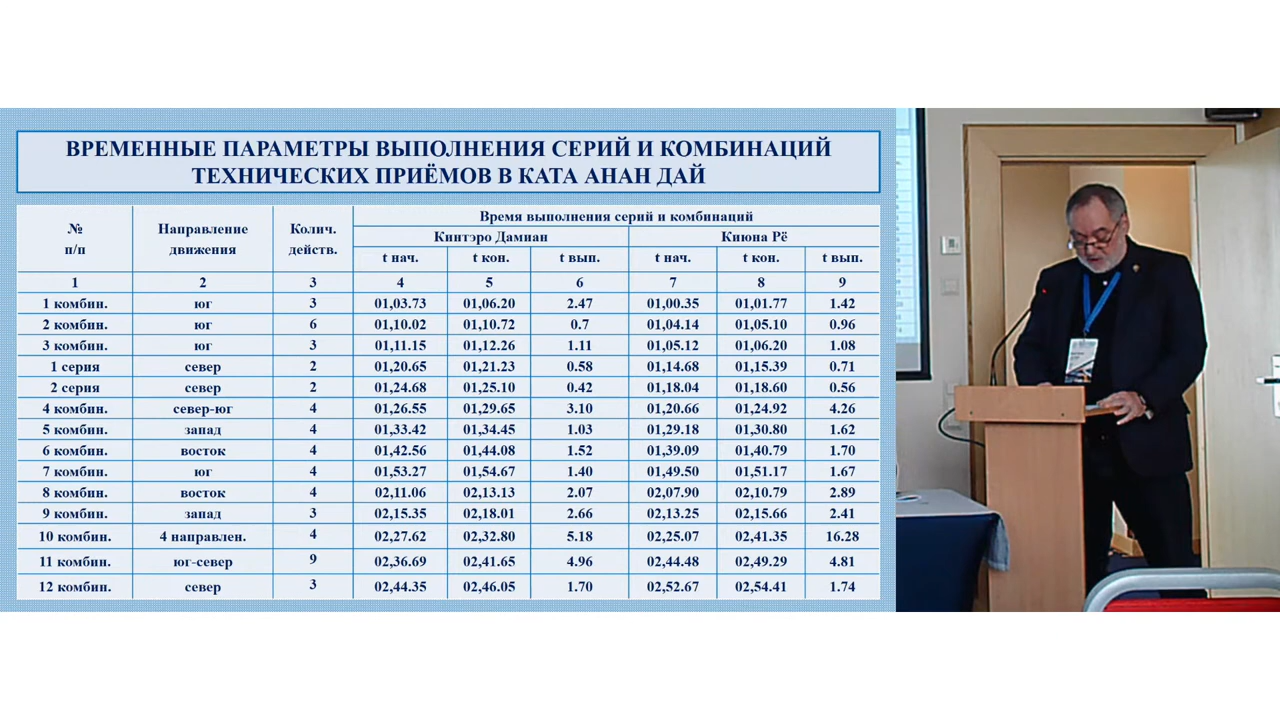 ВРЕМЕННЫЕ ПАРАМЕТРЫ ВЫПОЛНЕНИЯ СЕРИЙ И КОМБИНАЦИЙ
ТЕХНИЧЕСКИХ ПРИЁМОВ В КАТА АНАН ДАЙ
№ п/п Направление движения Колич. действ. Время выполнения серий и комбинаций
Кинтэро Дамиан Киюна Рё
t нач. t кон. t вып. t нач. t кон. t вып.
1 2 3 4 5 6 7 8 9
1 комбин. юг 3 01,03.73 01,06.20 2.47 01,00.35 01,01.77 1.42
2 комбин. юг 6 01,10.02 01,10.72 0.7 01,04.14 01,05.10 0.96
3 комбин. юг 3 01,11.15 01,12.26 1.11 01,05.12 01,06.20 1.08
1 серия север 2 01,20.65 01,21.23 0.58 01,14.68 01,15.39 0.71
2 серия север 2 01,24.68 01,25.10 0.42 01,18.04 01,18.60 0.56
4 комбин. север-юг 4 01,26.55 01,29.65 3.10 01,20.66 01,24.92 4.26
5 комбин. запад 4 01,33.42 01,34.45 1.03 01,29.18 01,30.80 1.62
6 комбин. восток 4 01,42.56 01,44.08 1.52 01,39.09 01,40.79 1.70
7 комбин. юг 4 01,53.27 01,54.67 1.40 01,49.50 01,51.17 1.67
8 комбин. восток 4 02,11.06 02,13.13 2.07 02,07.90 02,10.79 2.89
9 комбин. запад 3 02,15.35 02,18.01 2.66 02,13.25 02,15.66 2.41
10 комбин. 4 направлен. 4 02,27.62 02,32.80 5.18 02,25.07 02,41.35 16.28
11 комбин. юг-север 9 02,36.69 02,41.65 4.96 02,44.48 02,49.29 4.81
12 комбин. север 3 02,44.35 02,46.05 1.70 02,52.67 02,54.41 1.74